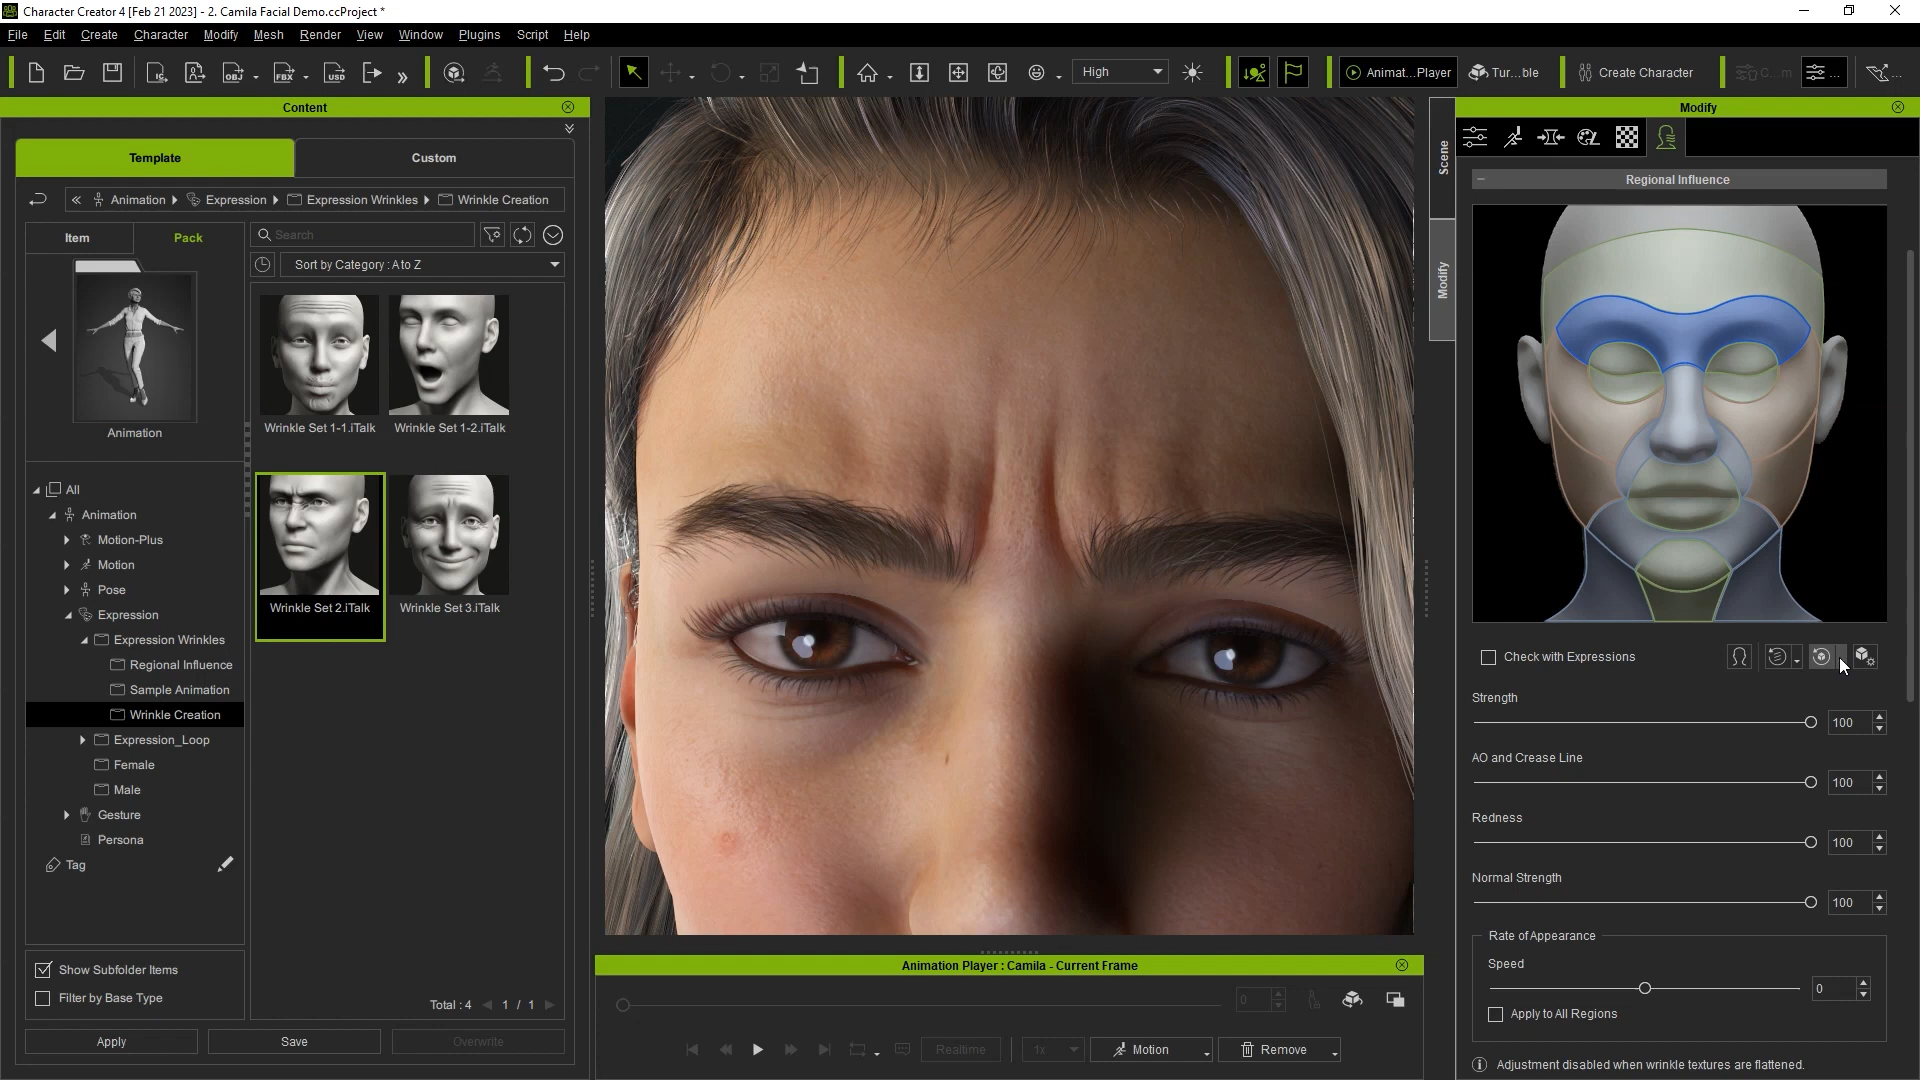 Character Creator 4 [Feb 21 2023] - 2. Camila Facial Demo.ccProject *
File Edit Create Character Modify Mesh Render View Window Plugins Script Help
IC OBJ FBX USD High Animat...Player Tur...ble Create Character C...m ...
Content
Template Custom
« Animation Expression Expression Wrinkles Wrinkle Creation
Item Pack
Search
Sort by Category : A to Z
Animation
Wrinkle Set 1-1.iTalk Wrinkle Set 1-2.iTalk
Wrinkle Set 2.iTalk Wrinkle Set 3.iTalk
All
Animation
Motion-Plus
Motion
Pose
Expression
Expression Wrinkles
Regional Influence
Sample Animation
Wrinkle Creation
Expression_Loop
Female
Male
Gesture
Persona
Tag
Show Subfolder Items
Filter by Base Type
Total : 4 1 / 1
Apply Save Overwrite
Animation Player : Camila - Current Frame
0
Realtime 1x Motion Remove
Scene
Modify
Modify
Regional Influence
Check with Expressions
Strength
100
AO and Crease Line
100
Redness
100
Normal Strength
100
Rate of Appearance
Speed
0
Apply to All Regions
Adjustment disabled when wrinkle textures are flattened.